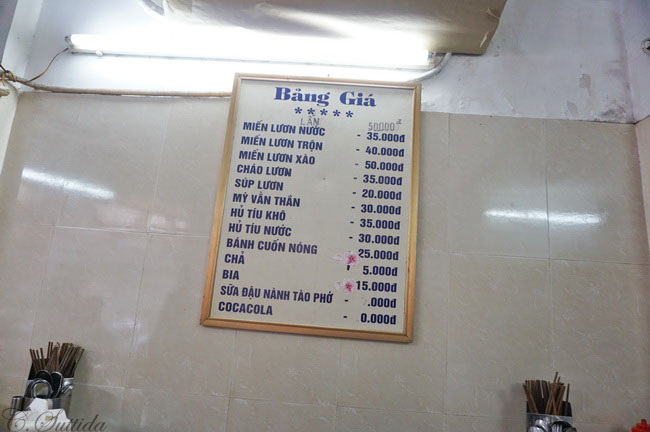 Bảng Giá
*****
LẨM 50000đ
MIẾN LƯƠN NƯỚC - 35.000đ
MIẾN LƯƠN TRỘN - 40.000đ
MIẾN LƯƠN XÀO - 50.000đ
CHÁO LƯƠN - 35.000đ
SÚP LƯƠN - 20.000đ
MỲ VẰN THẮN - 30.000đ
HỦ TÍU KHÔ - 35.000đ
HỦ TÍU NƯỚC - 30.000đ
BÁNH CUỐN NÓNG 25.000đ
CHẢ 5.000đ
BIA 15.000đ
SỮA ĐẬU NÀNH TÀO PHỚ - .000đ
COCACOLA - 0.000đ
C. Suttida